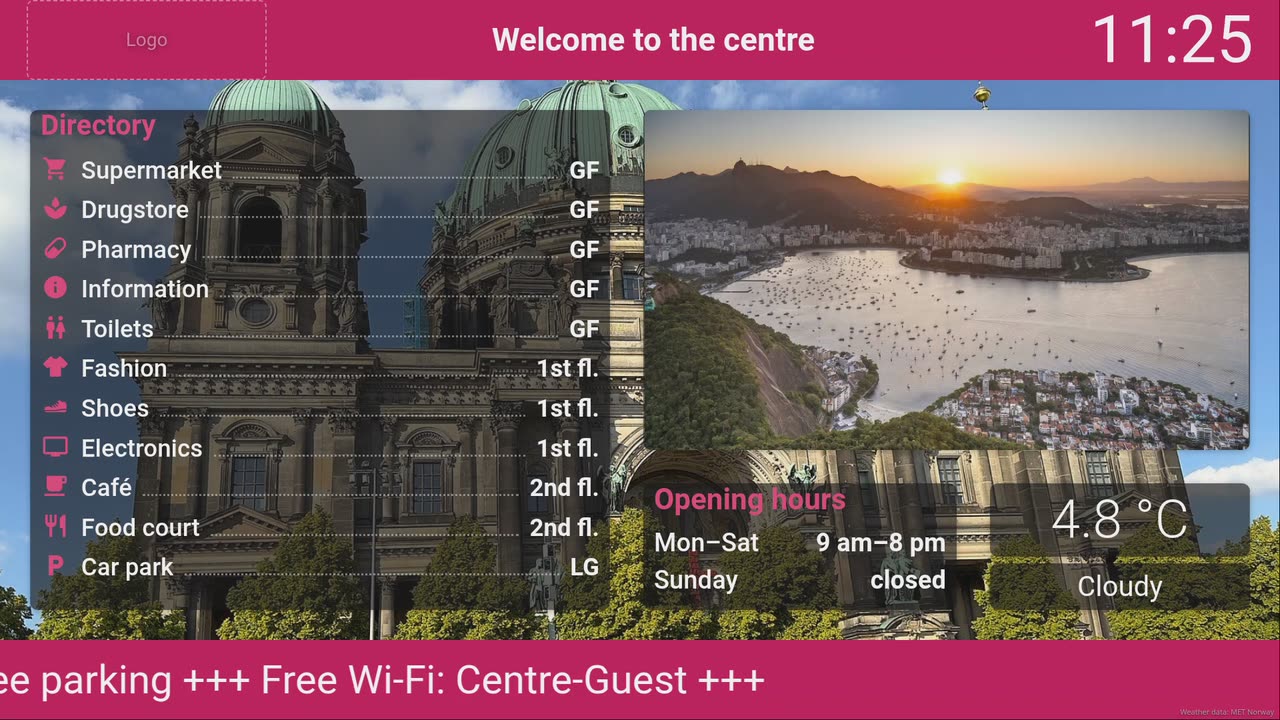 Logo
Welcome to the centre
11:25
Directory
Supermarket GF
Drugstore GF
Pharmacy GF
Information GF
Toilets GF
Fashion 1st fl.
Shoes 1st fl.
Electronics 1st fl.
Café 2nd fl.
Food court 2nd fl.
P Car park LG
Opening hours
Mon–Sat 9 am–8 pm
Sunday closed
4.8 °C
Cloudy
ee parking +++ Free Wi-Fi: Centre-Guest +++
Weather data: MET Norway